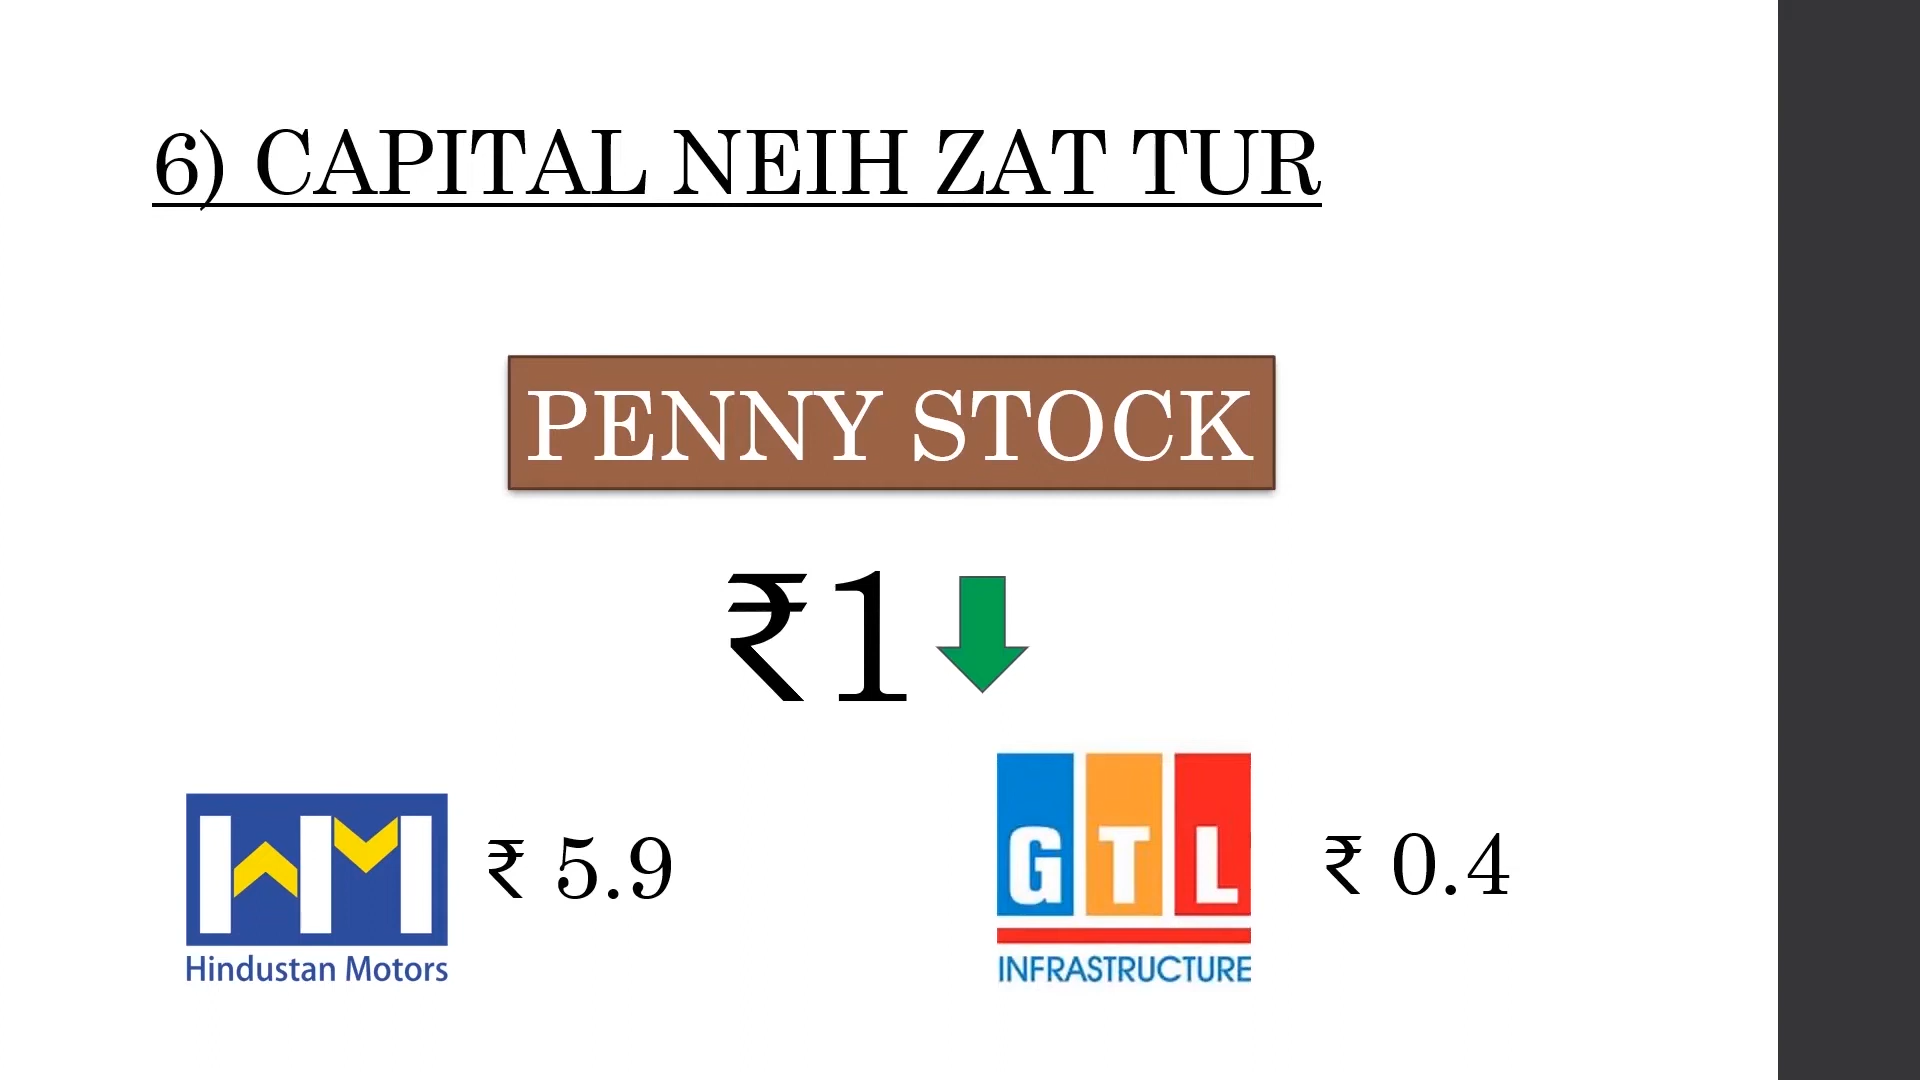 6) CAPITAL NEIH ZAT TUR
PENNY STOCK
₹1
Hindustan Motors
₹ 5.9
GTL
INFRASTRUCTURE
₹ 0.4